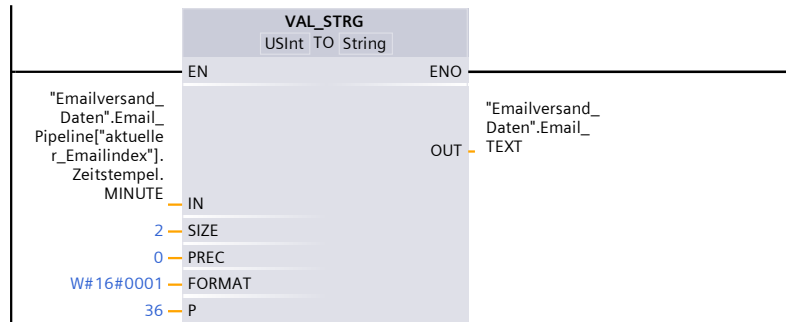 VAL_STRG
USInt TO String
EN ENO
"Emailversand_
Daten".Email_
Pipeline["aktuelle
r_Emailindex"].
Zeitstempel.
MINUTE
IN
"Emailversand_
Daten".Email_
TEXT
OUT
2 SIZE
0 PREC
W#16#0001 FORMAT
36 P